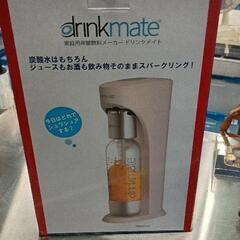 drinkmate
家庭用炭酸飲料メーカー ドリンクメイト
炭酸水はもちろん
ジュースもお酒も飲み物そのままスパークリング！
今日はどれで
シュワシュワ
する？